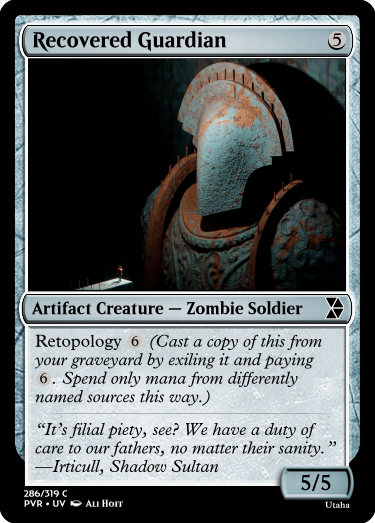 Recovered Guardian 5
Artifact Creature — Zombie Soldier
Retopology 6 (Cast a copy of this from
your graveyard by exiling it and paying
6. Spend only mana from differently
named sources this way.)
“It’s filial piety, see? We have a duty of
care to our fathers, no matter their sanity.”
—Irticull, Shadow Sultan
5/5
286/319 C
PVR • UV Ali Hoff
Utaha